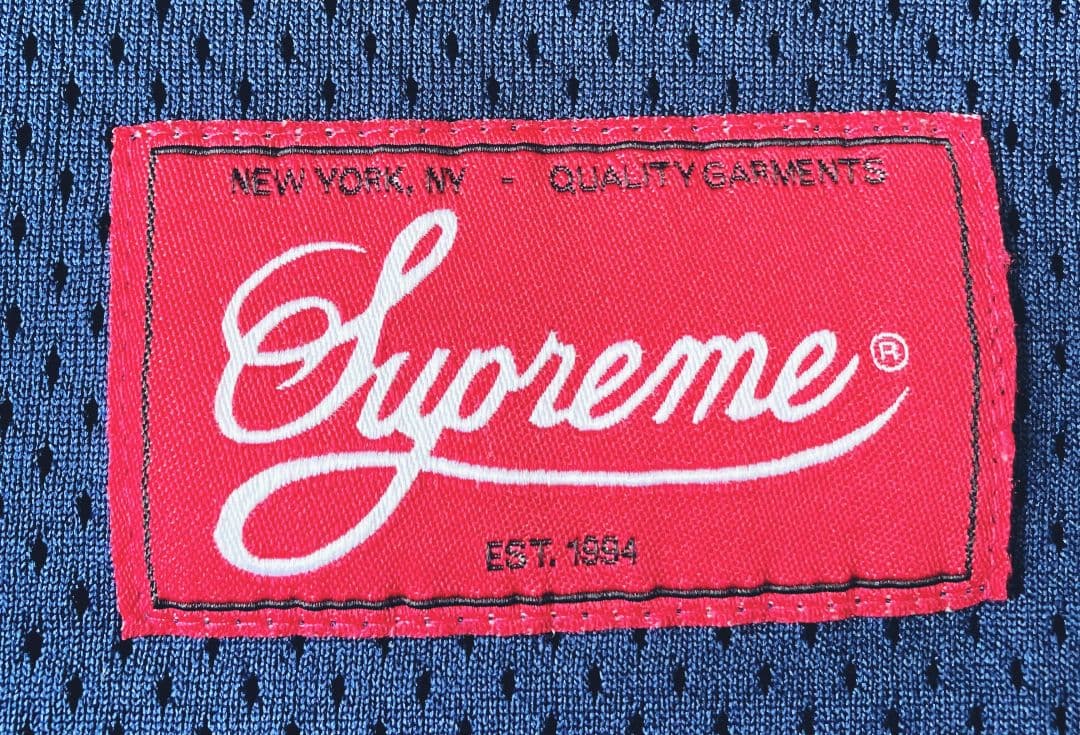 NEW YORK, NY - QUALITY GARMENTS
Supreme ®
EST. 1994